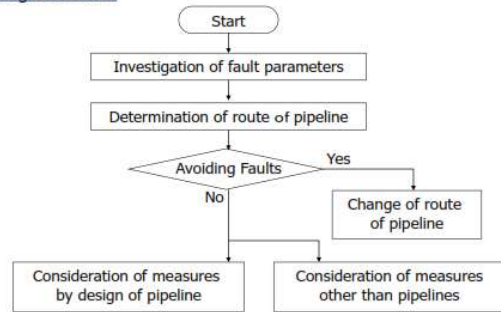 Start
Investigation of fault parameters
Determination of route of pipeline
Avoiding Faults
Yes
No
Change of route
of pipeline
Consideration of measures
by design of pipeline
Consideration of measures
other than pipelines